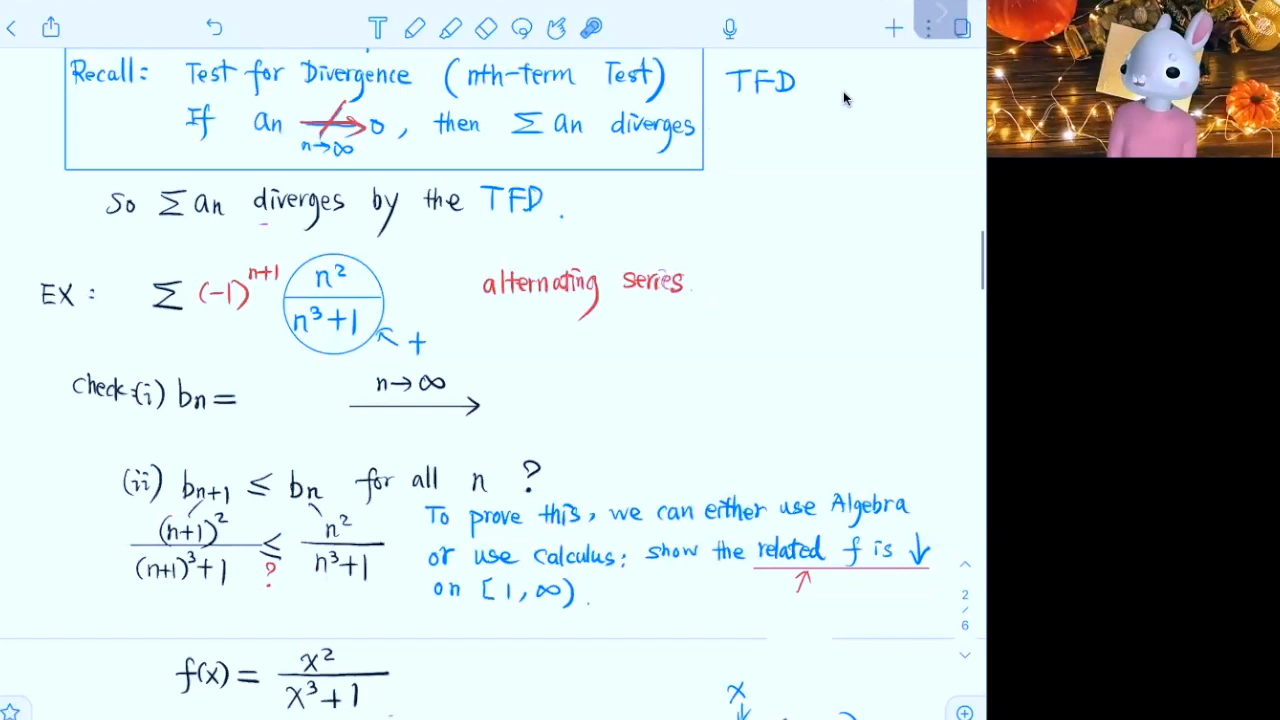 Recall: Test for Divergence (nth-term Test) TFD
If an ↛ 0, then Σ an diverges
n→∞
So Σ an diverges by the TFD.
EX: Σ (-1)^{n+1} n²/(n³+1) alternating series
+
check: (i) bn = n→∞
(ii) bn+1 ≤ bn for all n ?
(n+1)²/((n+1)³+1) ≤ n²/(n³+1)
?
To prove this, we can either use Algebra
or use calculus: show the related f is ↓
on [1, ∞).
2
/
6
f(x) = x²/(x³+1)
x